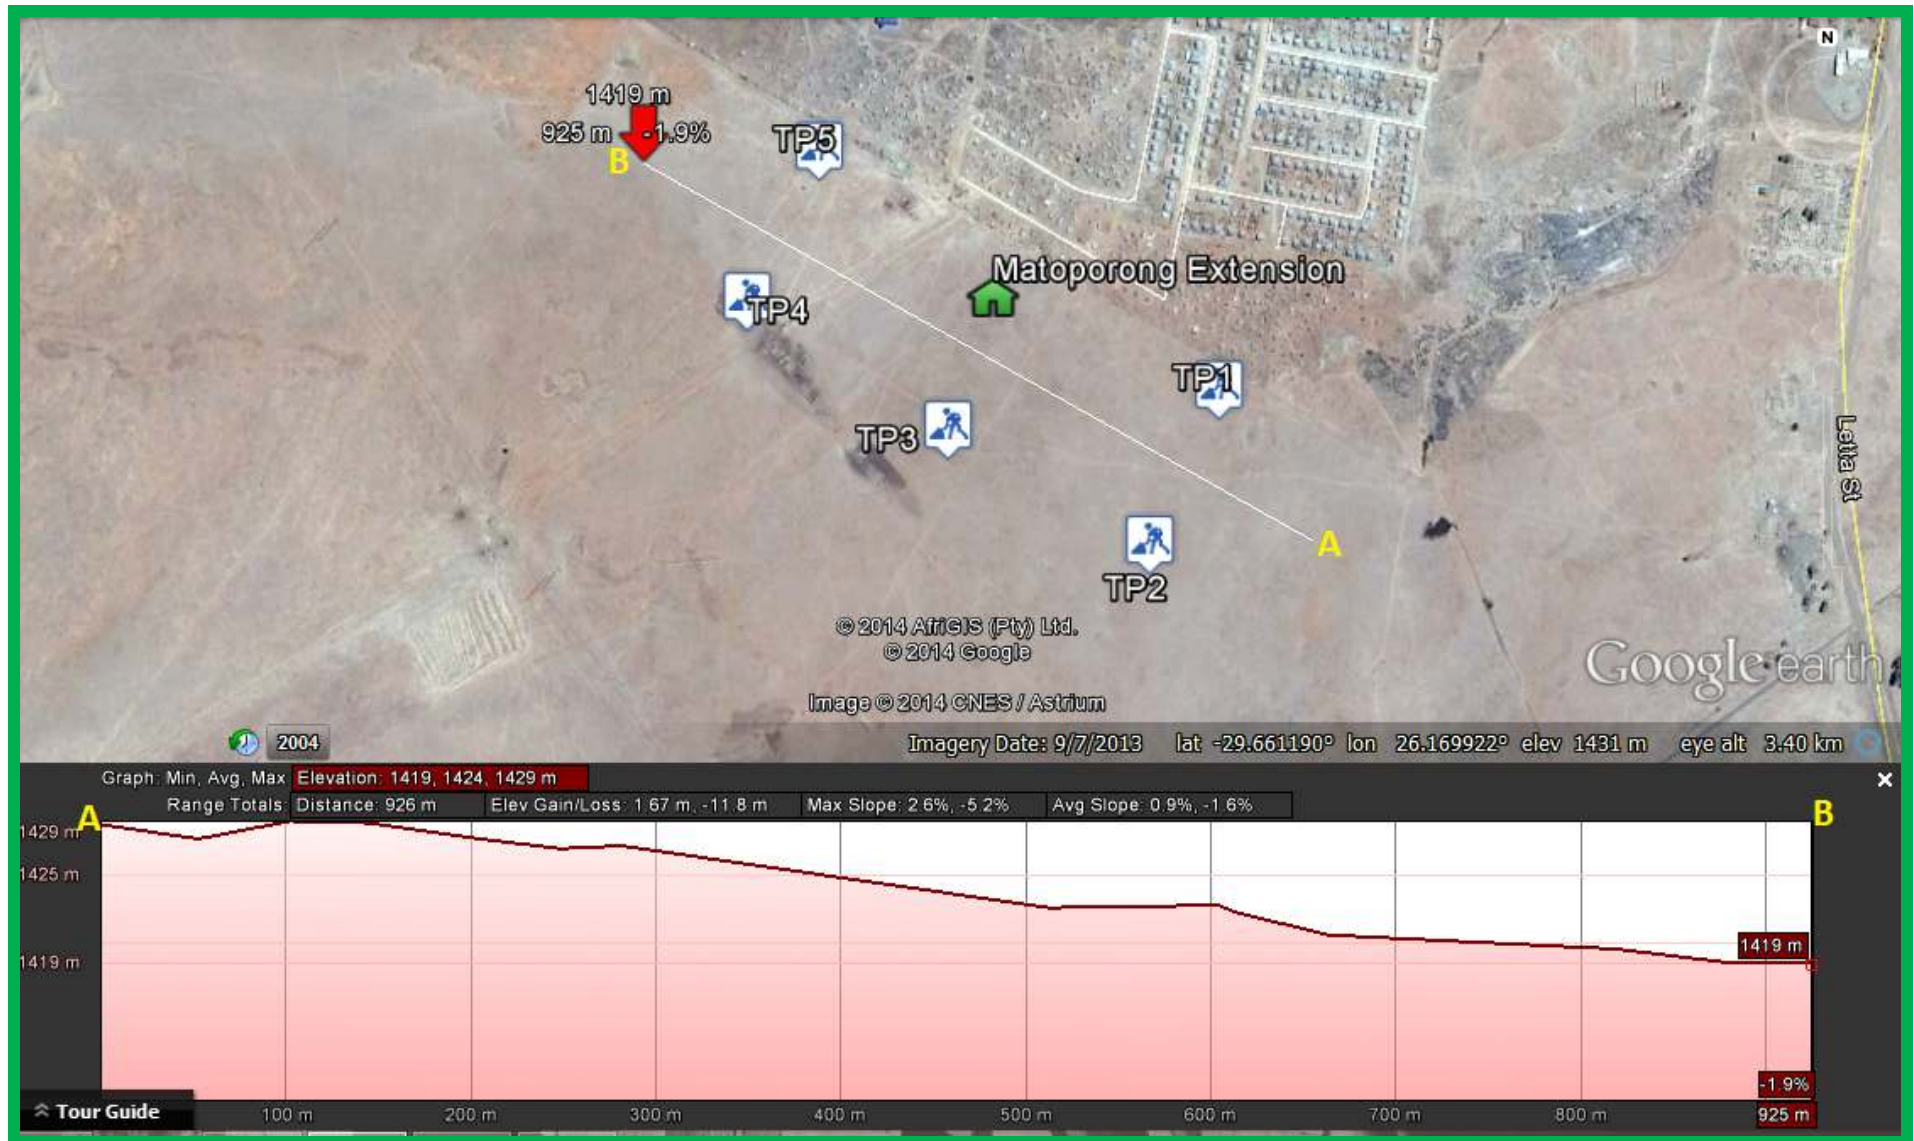 N
1419 m
925 m -1.9%
B
TP5
Matoporong Extension
TP4
TP1
TP3
Letta St
A
TP2
© 2014 AfriGIS (Pty) Ltd.
© 2014 Google
Google earth
Image © 2014 CNES / Astrium
2004
Imagery Date: 9/7/2013 lat -29.661190° lon 26.169922° elev 1431 m eye alt 3.40 km
Graph: Min, Avg, Max Elevation: 1419, 1424, 1429 m
Range Totals: Distance: 926 m Elev Gain/Loss: 1.67 m, -11.8 m Max Slope: 2.6%, -5.2% Avg Slope: 0.9%, -1.6%
A
B
1429 m
1425 m
1419 m
1419 m
-1.9%
Tour Guide
100 m 200 m 300 m 400 m 500 m 600 m 700 m 800 m 925 m